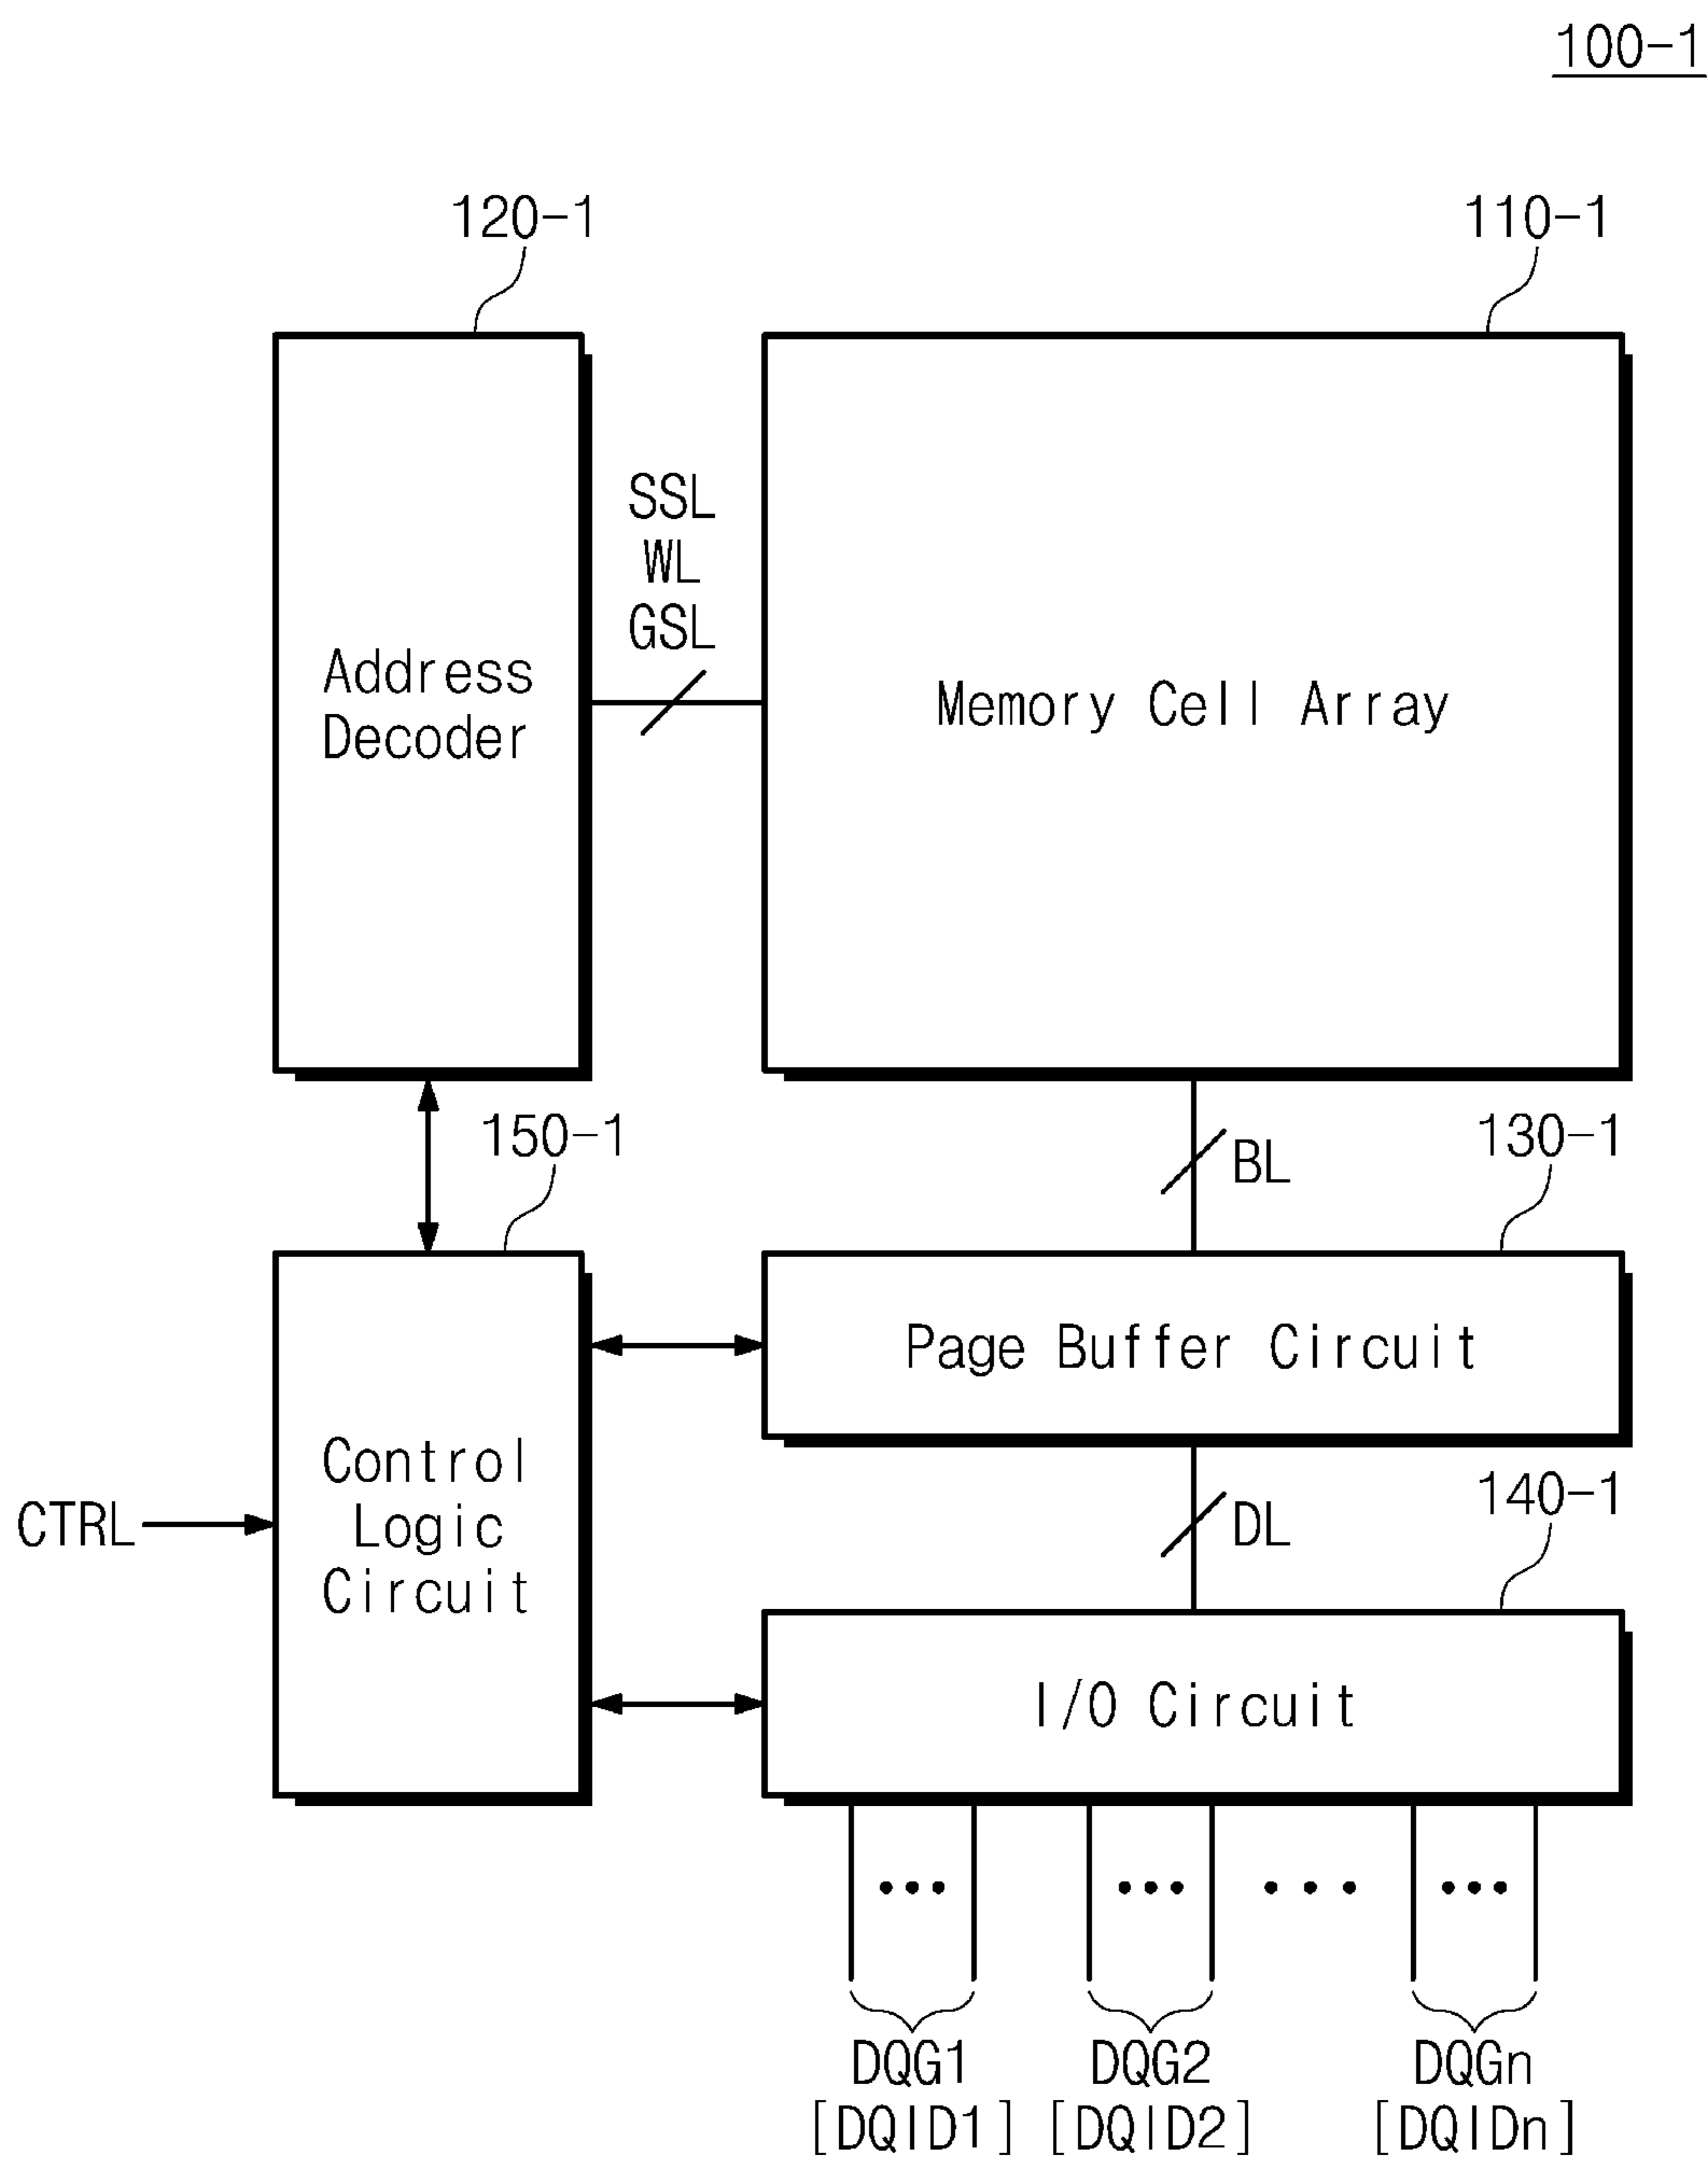 100-1
120-1
110-1
SSL
WL
GSL
Address
Decoder
Memory Cell Array
150-1
BL
130-1
Page Buffer Circuit
CTRL
Control
Logic
Circuit
DL
140-1
I/O Circuit
DQG1
[DQID1]
DQG2
[DQID2]
DQGn
[DQIDn]